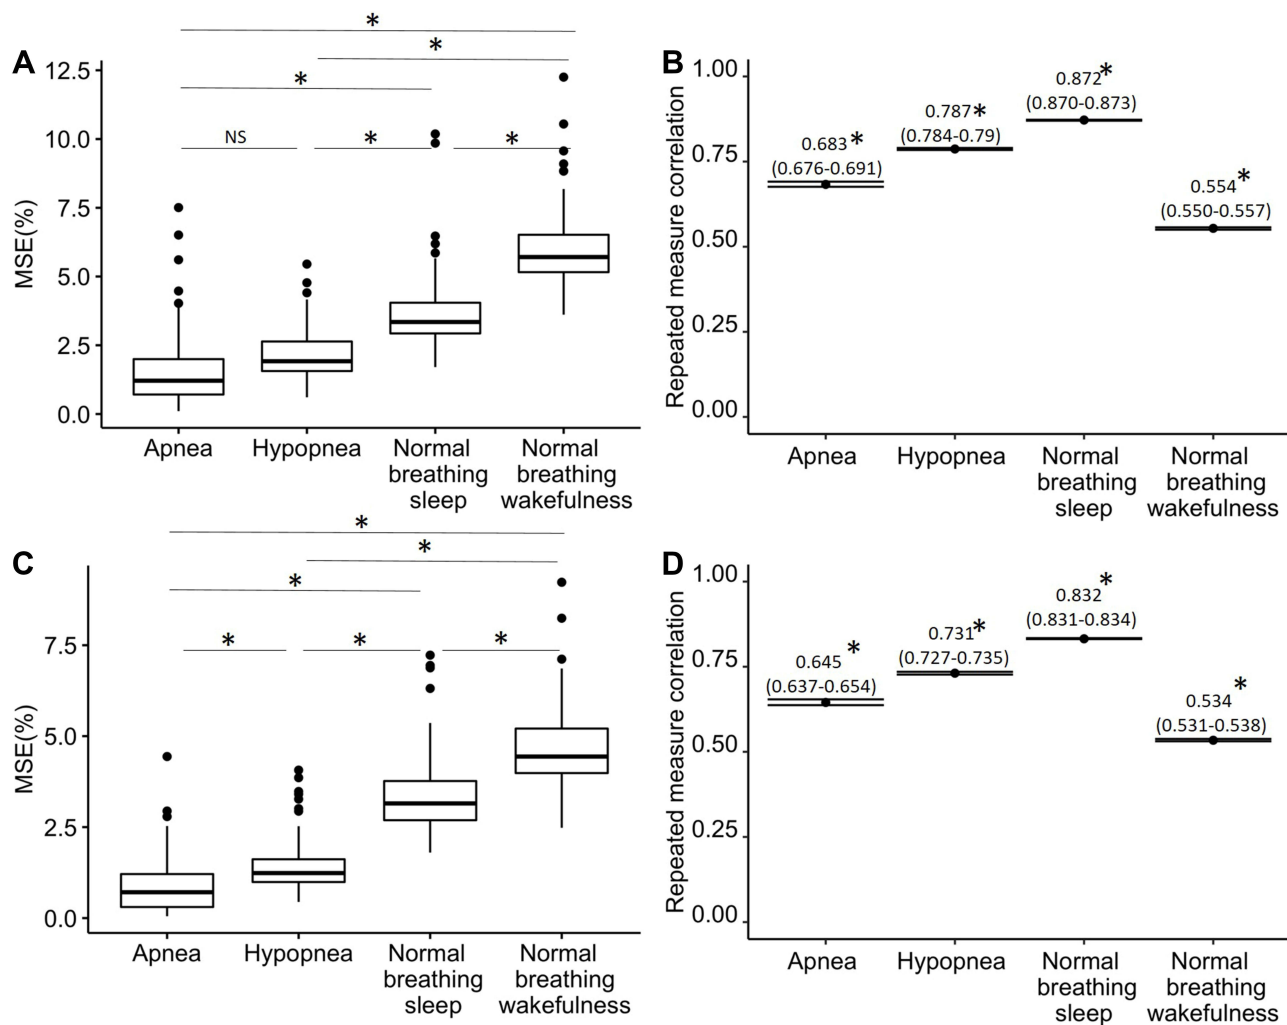 A
*
*
*
NS
*
*
MSE(%)
12.5
10.0
7.5
5.0
2.5
0.0
Apnea
Hypopnea
Normal
breathing
sleep
Normal
breathing
wakefulness
B
Repeated measure correlation
1.00
0.75
0.50
0.25
0.00
0.683*
(0.676-0.691)
0.787*
(0.784-0.79)
0.872*
(0.870-0.873)
0.554*
(0.550-0.557)
Apnea
Hypopnea
Normal
breathing
sleep
Normal
breathing
wakefulness
C
*
*
*
*
*
*
MSE(%)
7.5
5.0
2.5
0.0
Apnea
Hypopnea
Normal
breathing
sleep
Normal
breathing
wakefulness
D
Repeated measure correlation
1.00
0.75
0.50
0.25
0.00
0.645*
(0.637-0.654)
0.731*
(0.727-0.735)
0.832*
(0.831-0.834)
0.534*
(0.531-0.538)
Apnea
Hypopnea
Normal
breathing
sleep
Normal
breathing
wakefulness